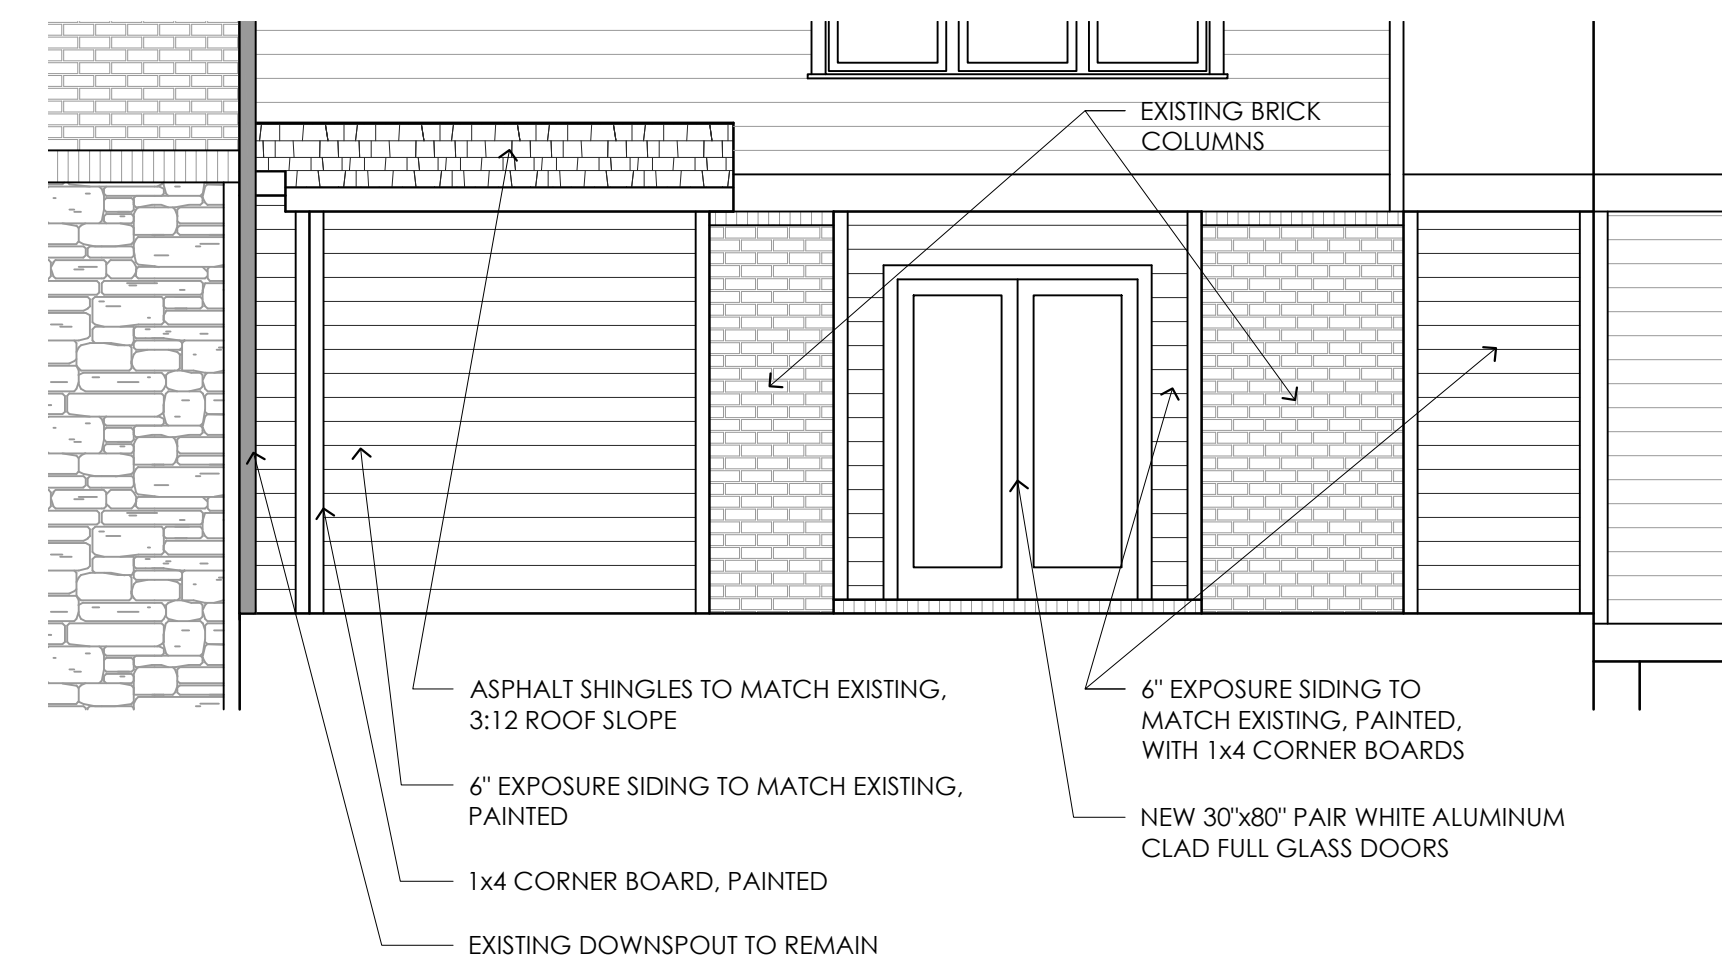 EXISTING BRICK
COLUMNS
ASPHALT SHINGLES TO MATCH EXISTING,
3:12 ROOF SLOPE
6" EXPOSURE SIDING TO MATCH EXISTING,
PAINTED
1x4 CORNER BOARD, PAINTED
EXISTING DOWNSPOUT TO REMAIN
6" EXPOSURE SIDING TO
MATCH EXISTING, PAINTED,
WITH 1x4 CORNER BOARDS
NEW 30"x80" PAIR WHITE ALUMINUM
CLAD FULL GLASS DOORS